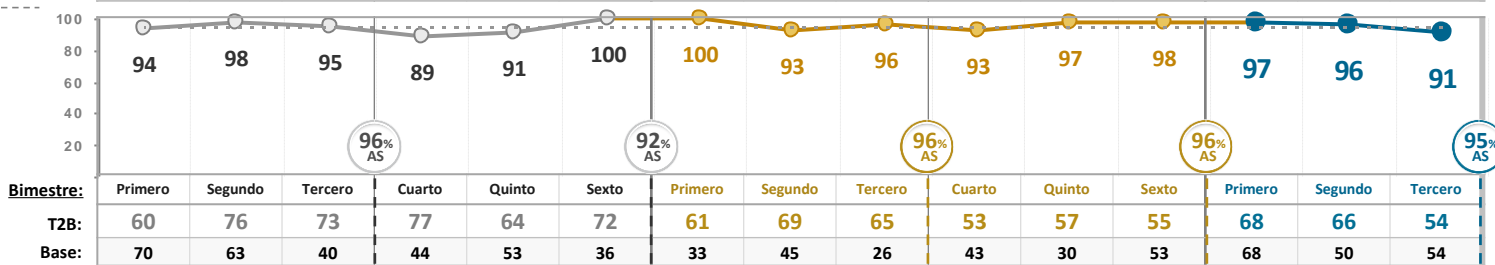 100
94 98 95 89 91 100 100 93 96 93 97 98 97 96 91
80
60
40
20
96% AS 92% AS 96% AS 96% AS 95% AS
Bimestre: Primero Segundo Tercero Cuarto Quinto Sexto Primero Segundo Tercero Cuarto Quinto Sexto Primero Segundo Tercero
T2B: 60 76 73 77 64 72 61 69 65 53 57 55 68 66 54
Base: 70 63 40 44 53 36 33 45 26 43 30 53 68 50 54